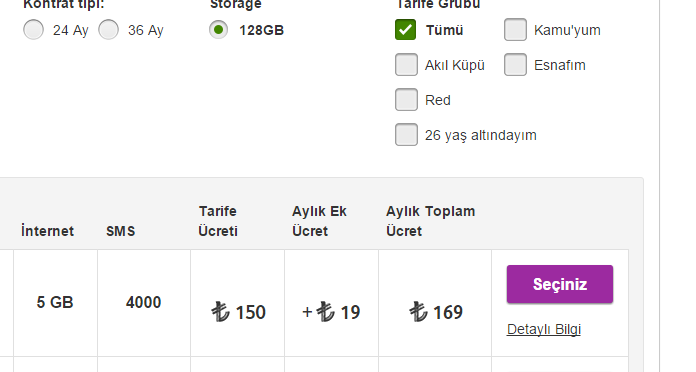 Kontrat tipi: Storage Tarife Grubu
24 Ay 36 Ay 128GB Tümü Kamu'yum
Akıl Küpü Esnafım
Red
26 yaş altındayım
Tarife Aylık Ek Aylık Toplam
İnternet SMS Ücreti Ücret Ücret
5 GB 4000 ₺ 150 + ₺ 19 ₺ 169 Seçiniz
Detaylı Bilgi